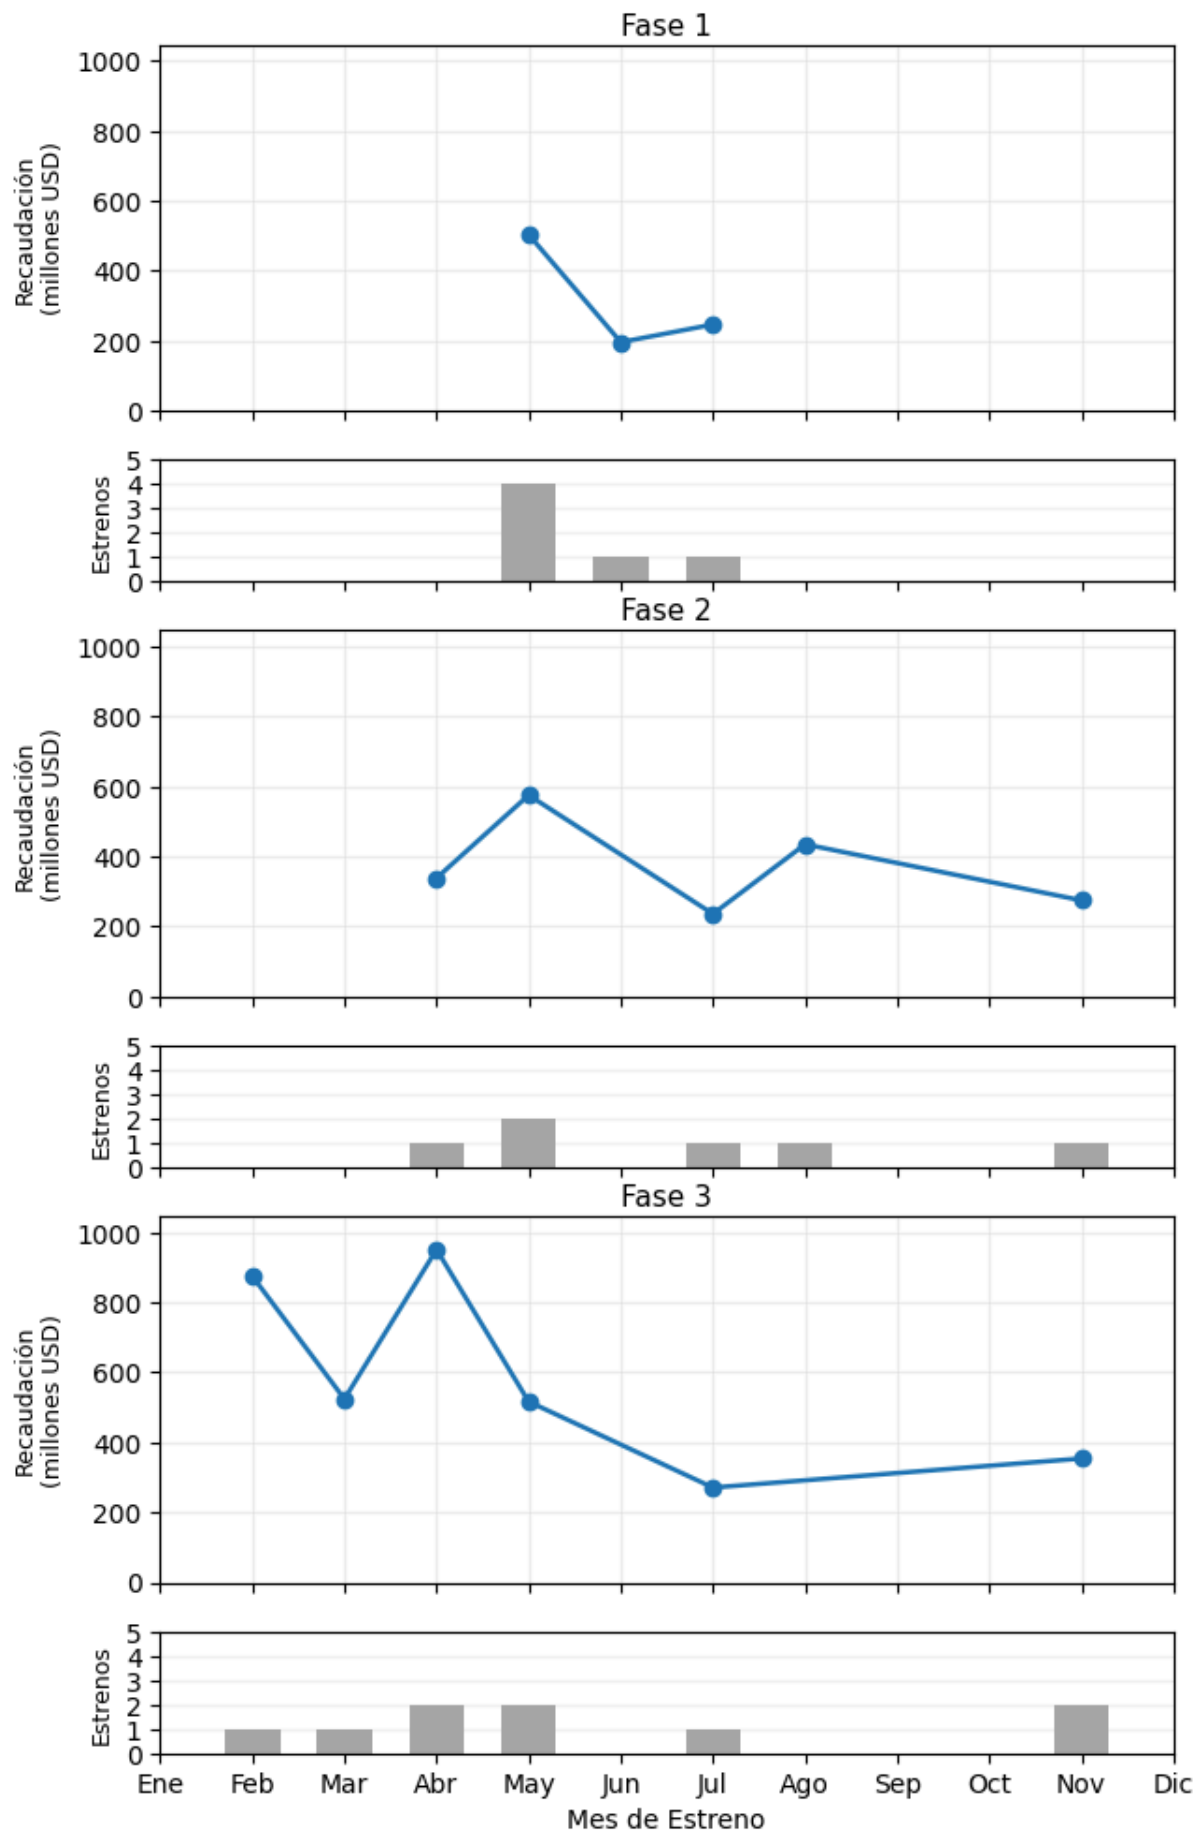 Fase 1
Recaudación
(millones USD)
1000
800
600
400
200
0
Estrenos
5
4
3
2
1
0
Fase 2
Recaudación
(millones USD)
1000
800
600
400
200
0
Estrenos
5
4
3
2
1
0
Fase 3
Recaudación
(millones USD)
1000
800
600
400
200
0
Estrenos
5
4
3
2
1
0
Ene Feb Mar Abr May Jun Jul Ago Sep Oct Nov Dic
Mes de Estreno